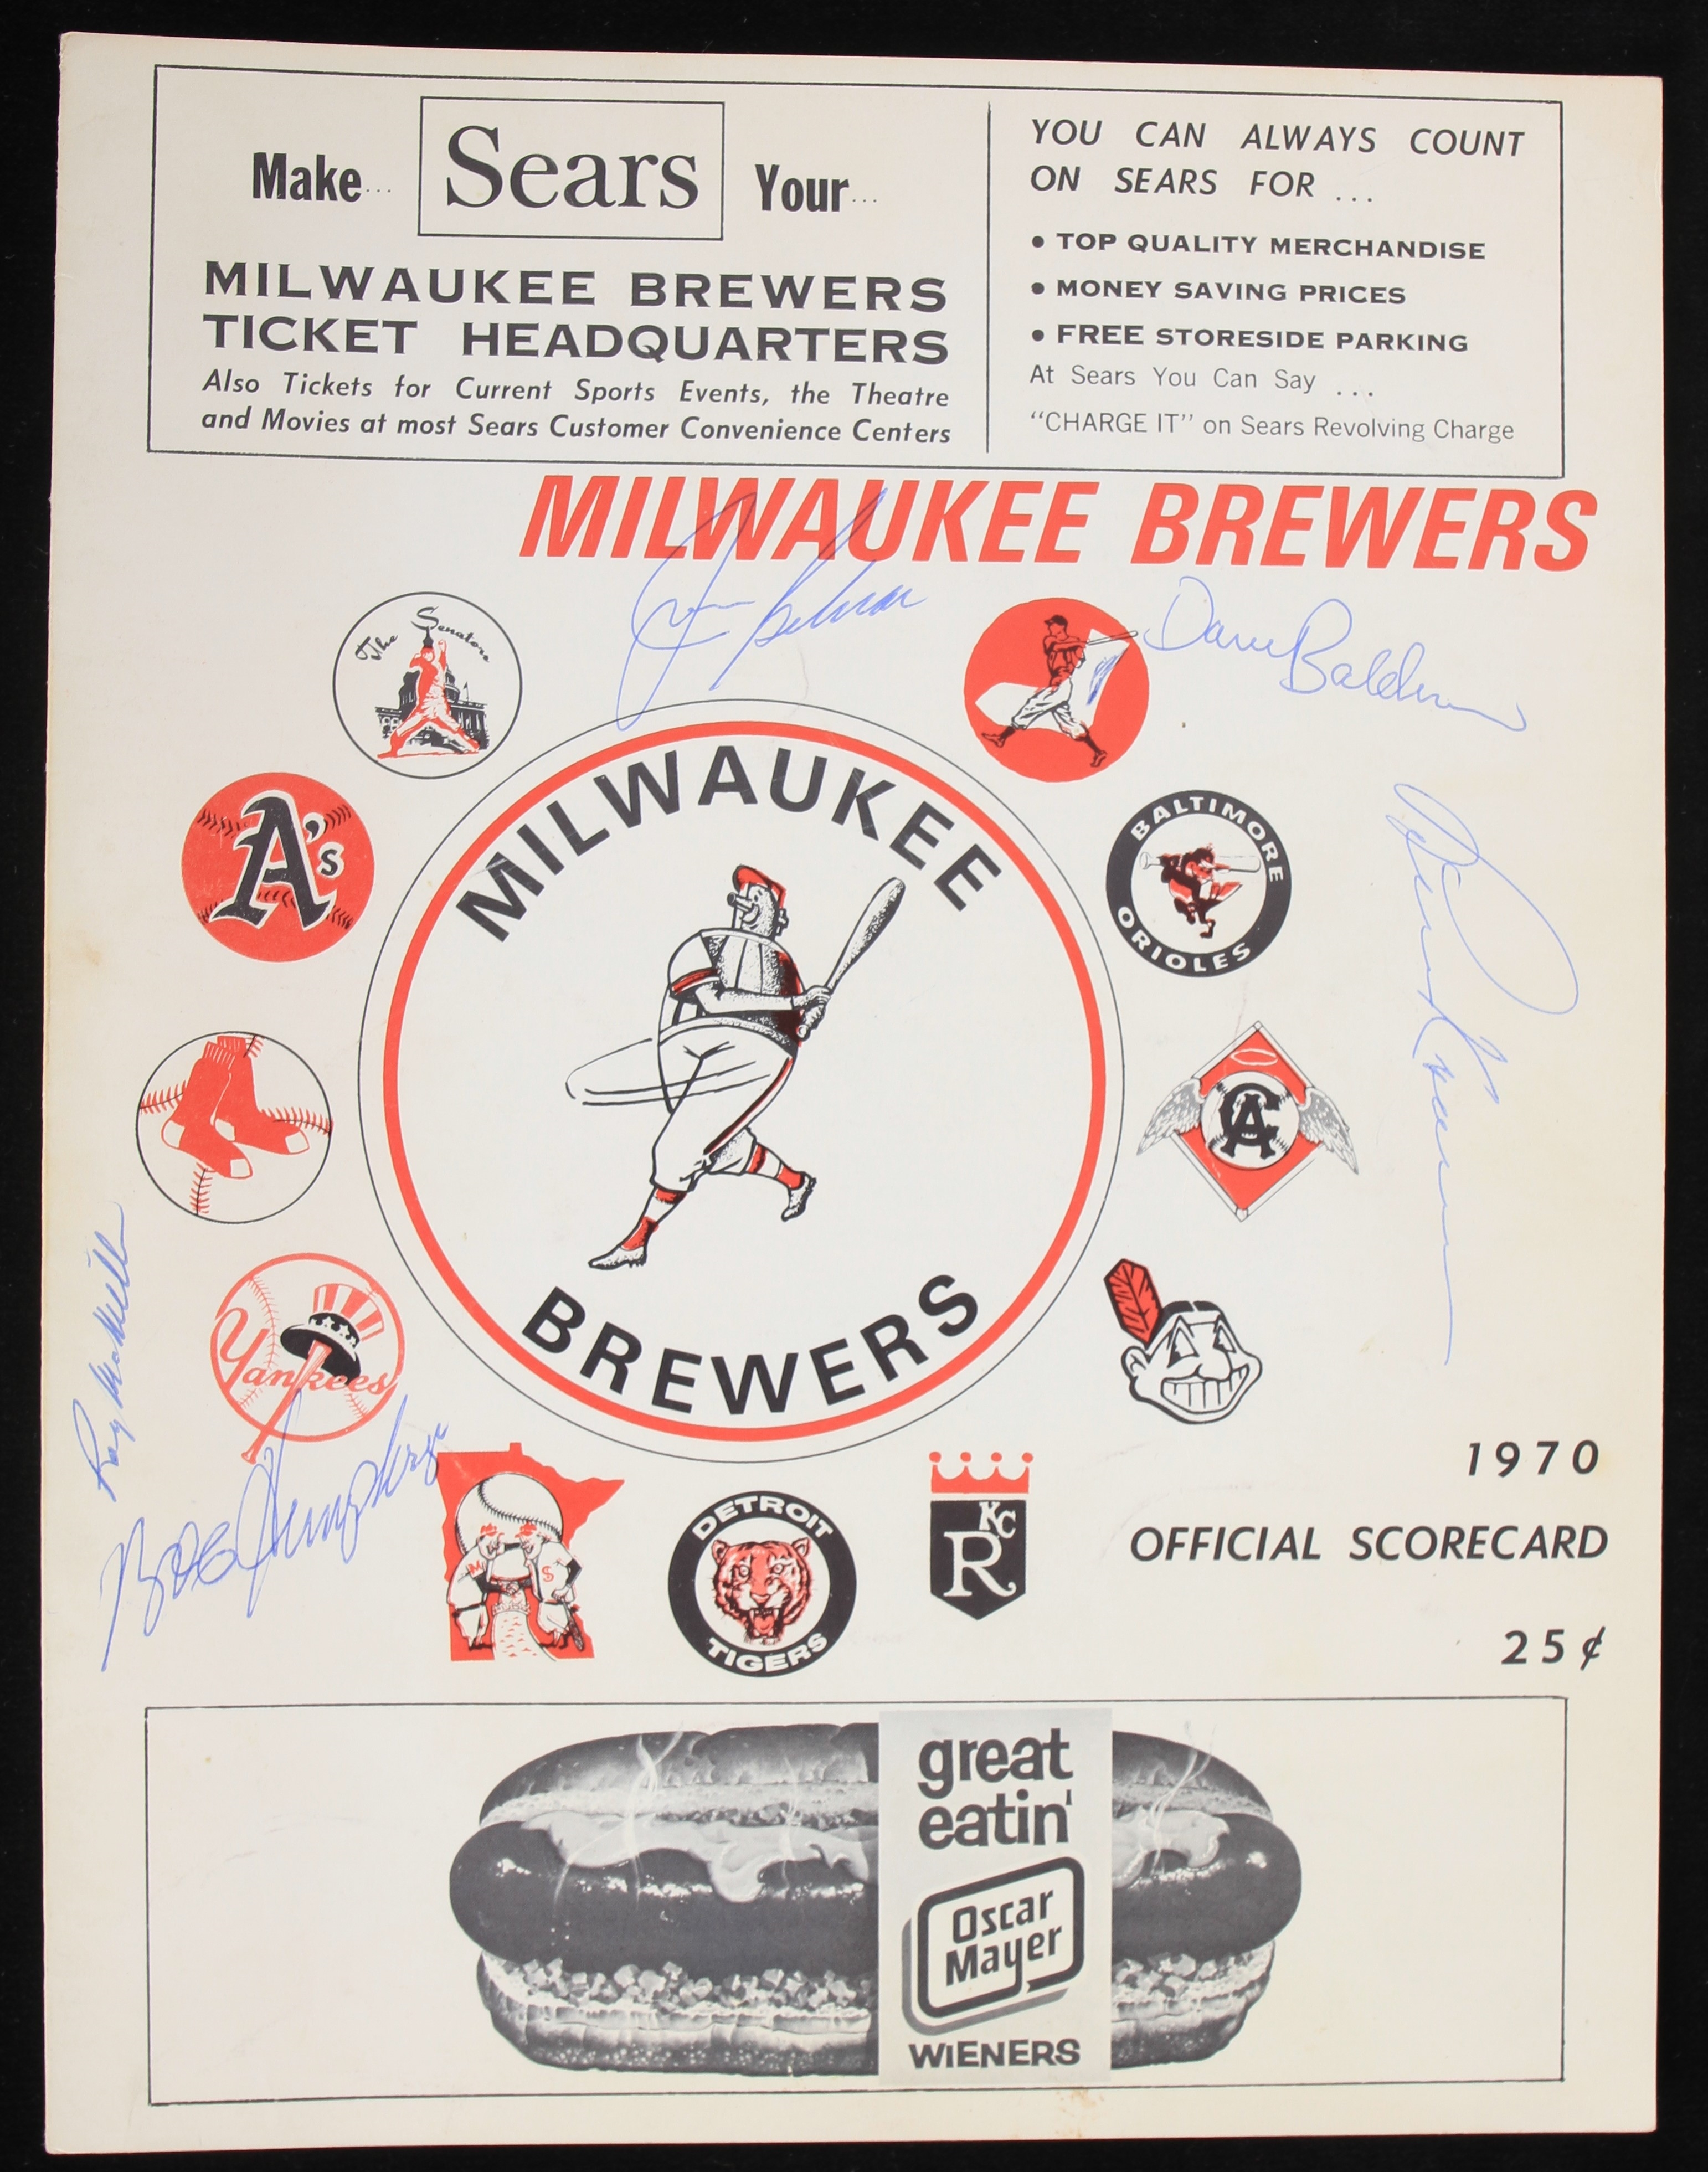 Make... Sears Your...
MILWAUKEE BREWERS
TICKET HEADQUARTERS
Also Tickets for Current Sports Events, the Theatre
and Movies at most Sears Customer Convenience Centers
YOU CAN ALWAYS COUNT
ON SEARS FOR ...
• TOP QUALITY MERCHANDISE
• MONEY SAVING PRICES
• FREE STORESIDE PARKING
At Sears You Can Say ...
"CHARGE IT" on Sears Revolving Charge
MILWAUKEE BREWERS
The Senators
Dave Baldwin
A's
MILWAUKEE
BREWERS
BALTIMORE
ORIOLES
CA
Yankees
Bob Humphreys
M S
DETROIT
TIGERS
KC
R
1970
OFFICIAL SCORECARD
25¢
great
eatin'
Oscar
Mayer
WIENERS